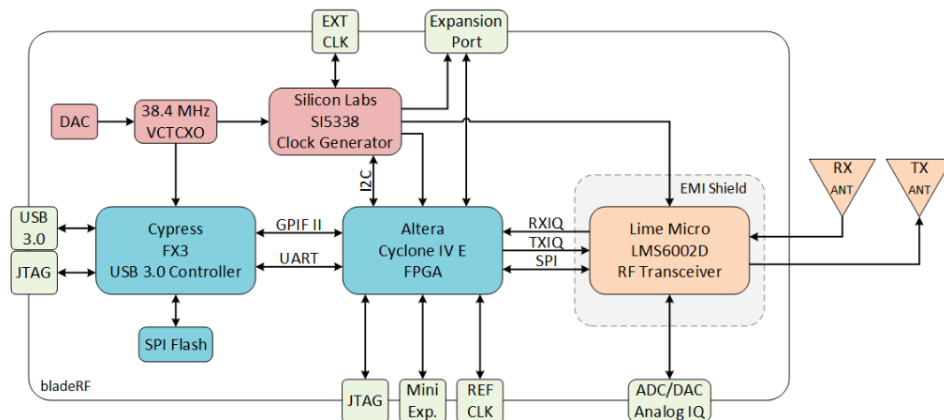 EXT
CLK
Expansion
Port
Silicon Labs
SI5338
Clock Generator
DAC
38.4 MHz
VCTCXO
I2C
EMI Shield
RX
ANT
TX
ANT
USB
3.0
JTAG
Cypress
FX3
USB 3.0 Controller
GPIF II
UART
Altera
Cyclone IV E
FPGA
RXIQ
TXIQ
SPI
Lime Micro
LMS6002D
RF Transceiver
SPI Flash
bladeRF
JTAG
Mini
Exp.
REF
CLK
ADC/DAC
Analog IQ